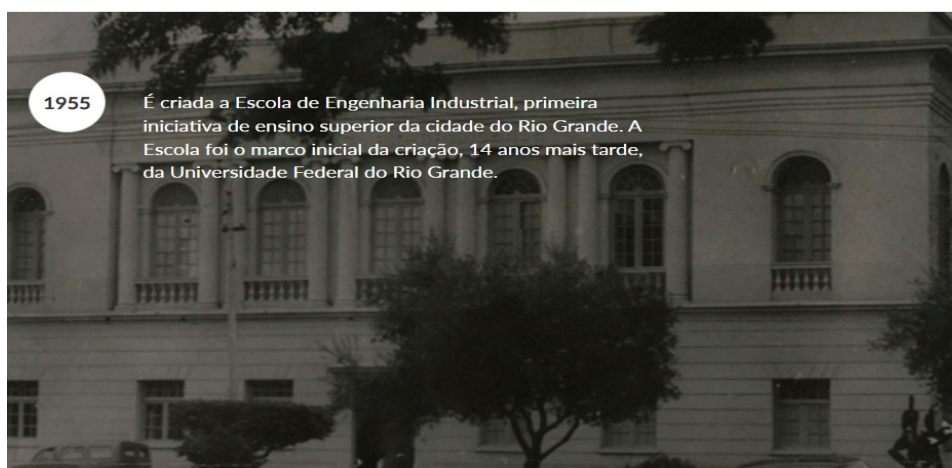 1955
É criada a Escola de Engenharia Industrial, primeira
iniciativa de ensino superior da cidade do Rio Grande. A
Escola foi o marco inicial da criação, 14 anos mais tarde,
da Universidade Federal do Rio Grande.